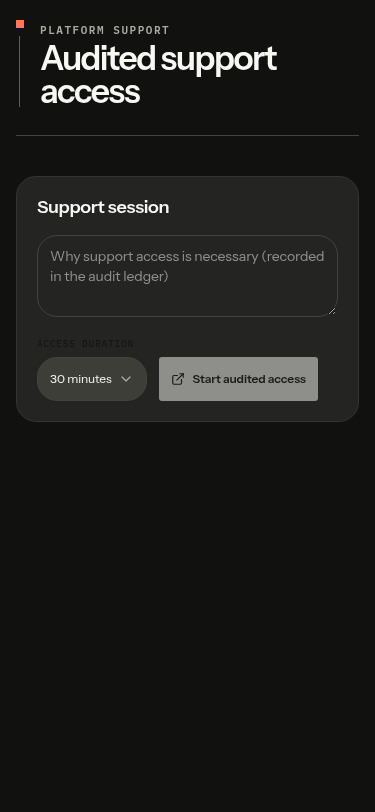 PLATFORM SUPPORT
Audited support
access
Support session
Why support access is necessary (recorded
in the audit ledger)
ACCESS DURATION
30 minutes
Start audited access